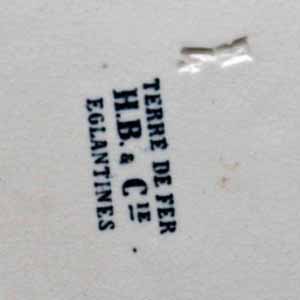 TERRE DE FER
H.B. & CIE
EGLANTINES